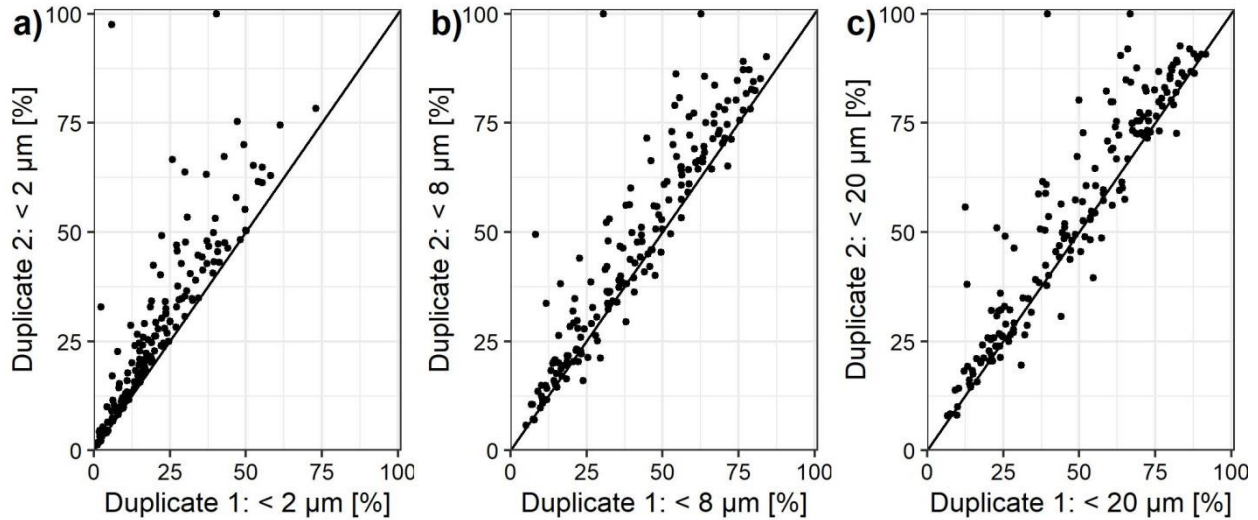 a)
100
75
50
25
0
Duplicate 2: < 2 µm [%]
0 25 50 75 100
Duplicate 1: < 2 µm [%]
b)
100
75
50
25
0
Duplicate 2: < 8 µm [%]
0 25 50 75 100
Duplicate 1: < 8 µm [%]
c)
100
75
50
25
0
Duplicate 2: < 20 µm [%]
0 25 50 75 100
Duplicate 1: < 20 µm [%]